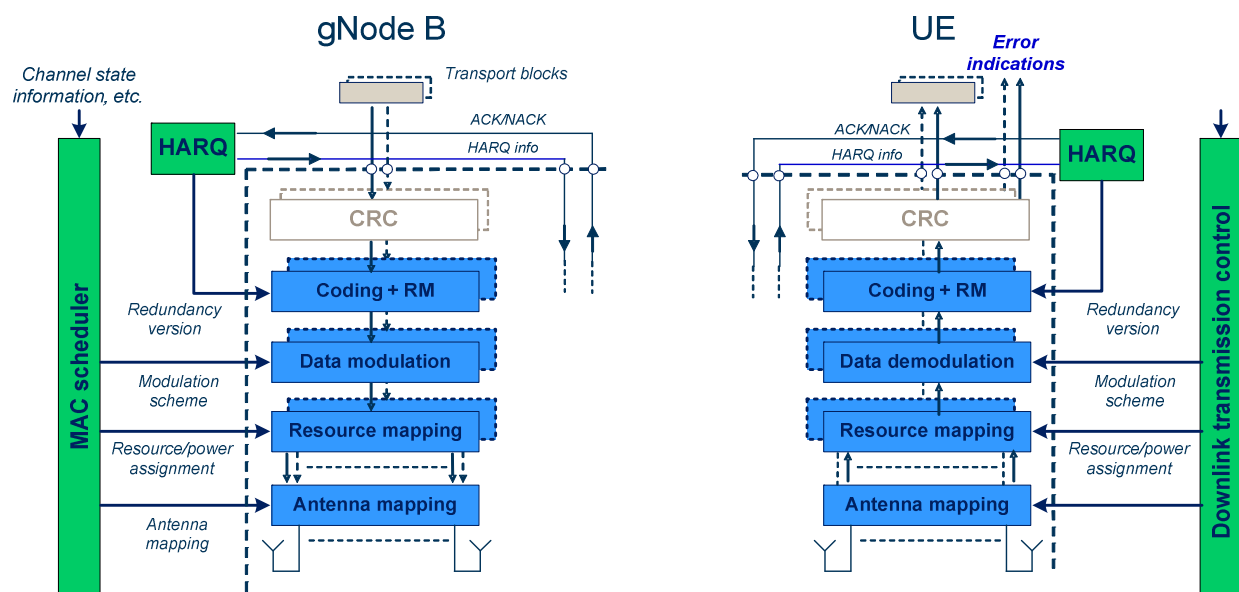 gNode B
UE
Channel state
information, etc.
Transport blocks
Error
indications
HARQ
ACK/NACK
HARQ info
ACK/NACK
HARQ info
HARQ
CRC
CRC
Coding + RM
Coding + RM
Redundancy
version
Redundancy
version
Data modulation
Data demodulation
Modulation
scheme
Modulation
scheme
Resource mapping
Resource mapping
Resource/power
assignment
Resource/power
assignment
Antenna mapping
Antenna mapping
Antenna
mapping
MAC scheduler
Downlink transmission control